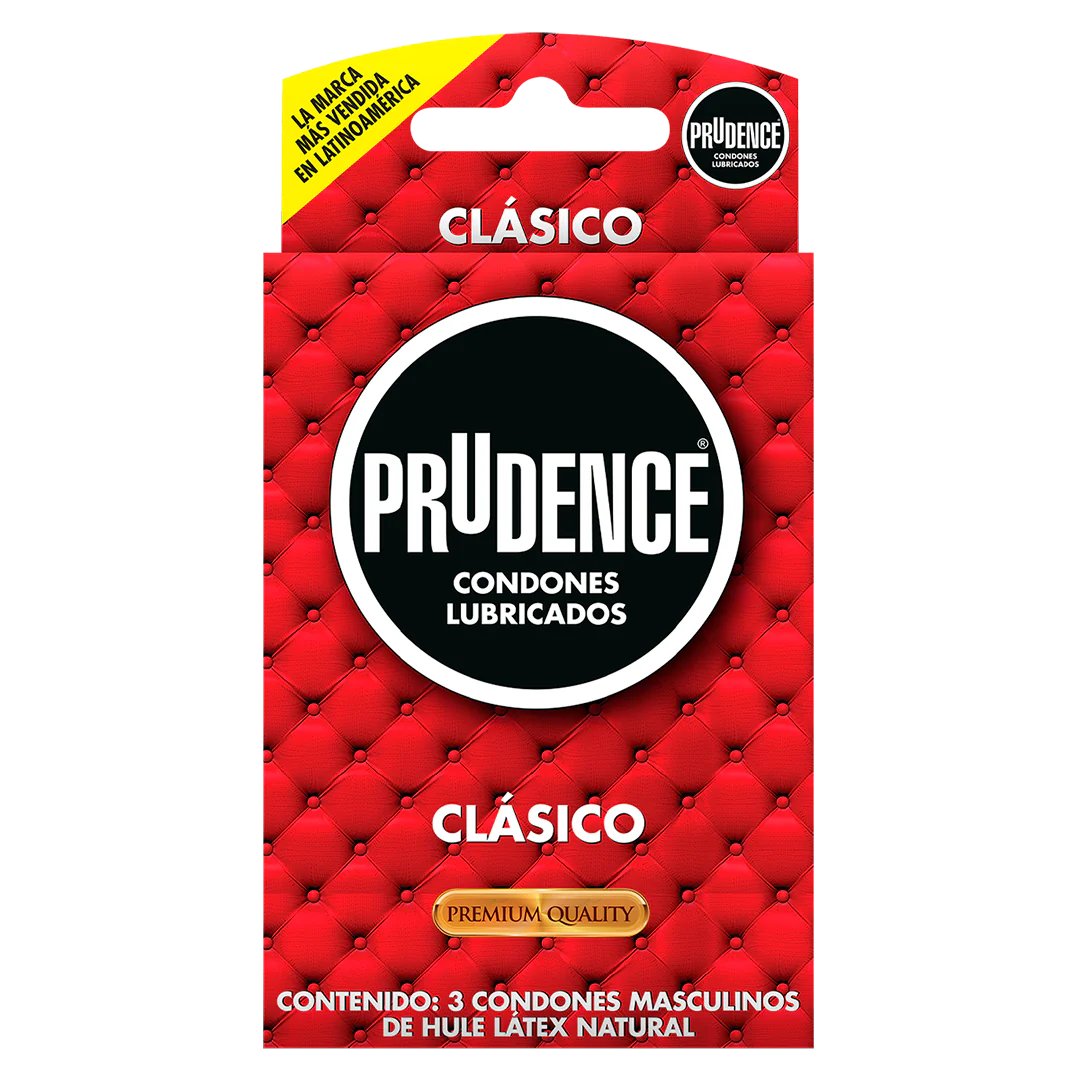 LA MARCA
MÁS VENDIDA
EN LATINOAMÉRICA
PRUDENCE
CONDONES
LUBRICADOS
CLÁSICO
PRUDENCE®
CONDONES
LUBRICADOS
CLÁSICO
PREMIUM QUALITY
CONTENIDO: 3 CONDONES MASCULINOS
DE HULE LÁTEX NATURAL